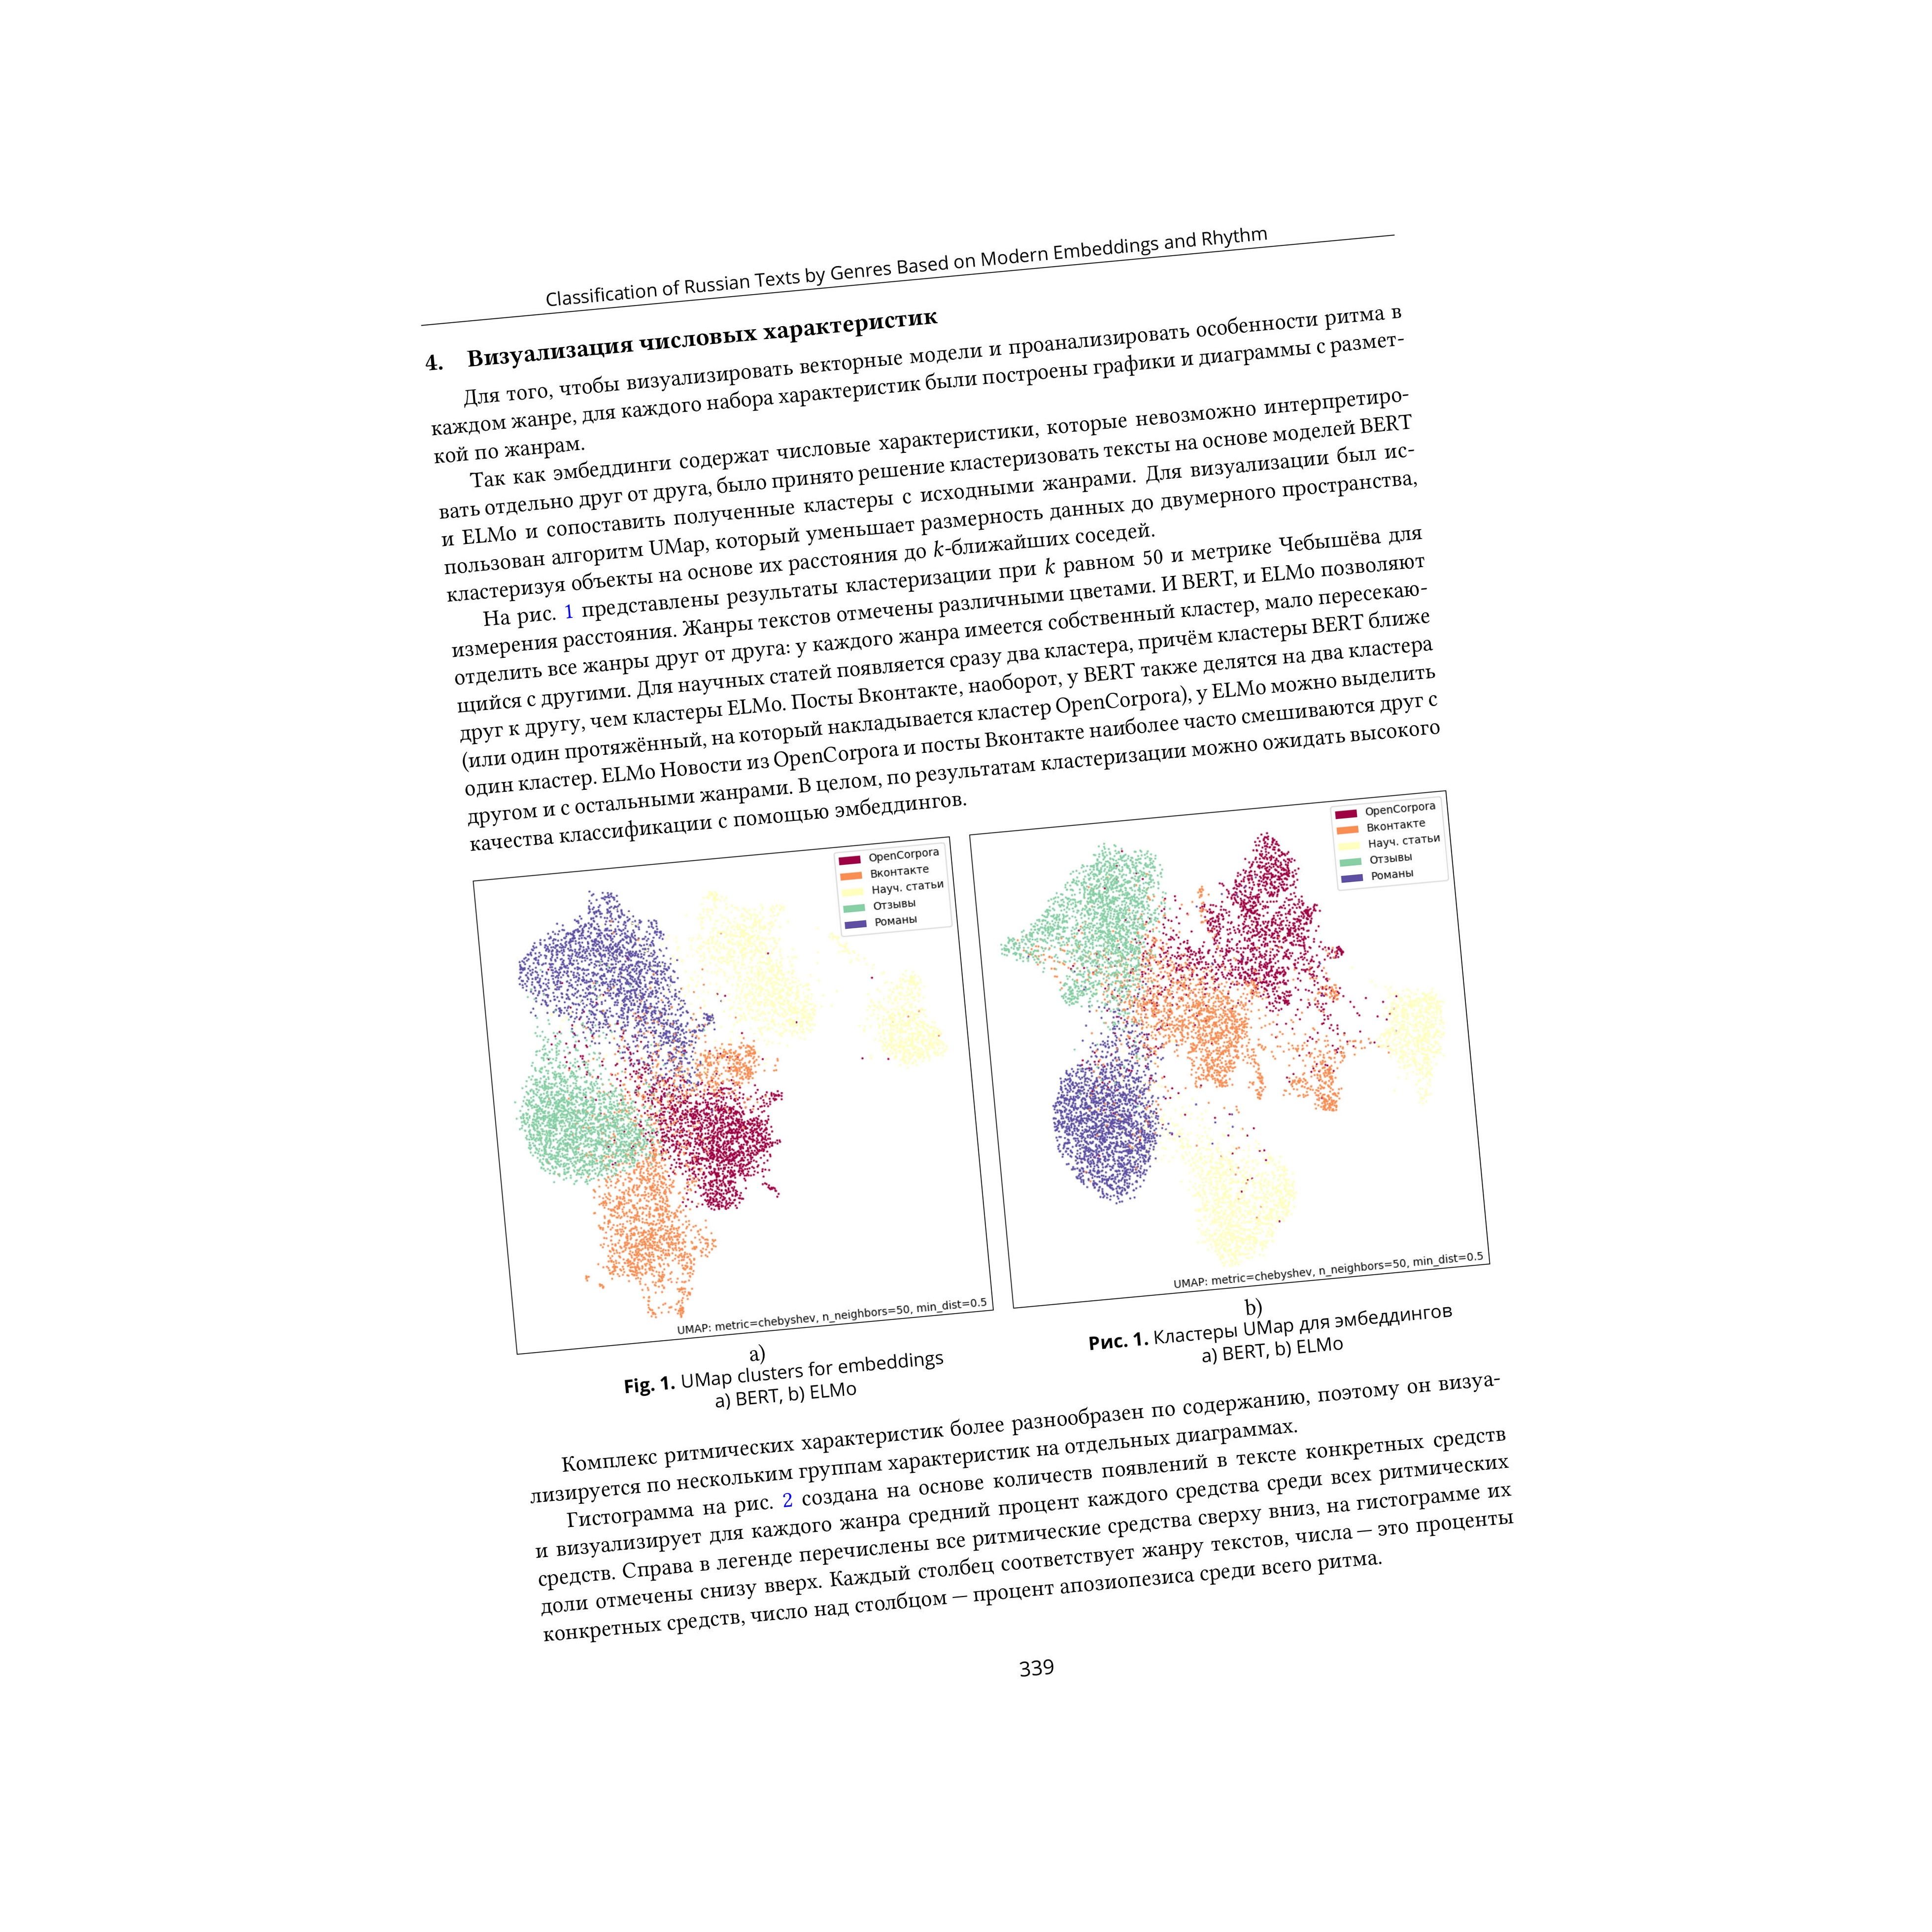 Classification of Russian Texts by Genres Based on Modern Embeddings and Rhythm
4. Визуализация числовых характеристик
Для того, чтобы визуализировать векторные модели и проанализировать особенности ритма в
каждом жанре, для каждого набора характеристик были построены графики и диаграммы с размет-
кой по жанрам.
Так как эмбеддинги содержат числовые характеристики, которые невозможно интерпретиро-
вать отдельно друг от друга, было принято решение кластеризовать тексты на основе моделей BERT
и ELMo и сопоставить полученные кластеры с исходными жанрами. Для визуализации был ис-
пользован алгоритм UMap, который уменьшает размерность данных до двумерного пространства,
кластеризуя объекты на основе их расстояния до k-ближайших соседей.
На рис. 1 представлены результаты кластеризации при k равном 50 и метрике Чебышёва для
измерения расстояния. Жанры текстов отмечены различными цветами. И BERT, и ELMo позволяют
отделить все жанры друг от друга: у каждого жанра имеется собственный кластер, мало пересекаю-
щийся с другими. Для научных статей появляется сразу два кластера, причём кластеры BERT ближе
друг к другу, чем кластеры ELMo. Посты Вконтакте, наоборот, у BERT также делятся на два кластера
(или один протяжённый, на который накладывается кластер OpenCorpora), у ELMo можно выделить
один кластер. ELMo Новости из OpenCorpora и посты Вконтакте наиболее часто смешиваются друг с
другом и с остальными жанрами. В целом, по результатам кластеризации можно ожидать высокого
качества классификации с помощью эмбеддингов.
OpenCorpora
Вконтакте
Науч. статьи
Отзывы
Романы
UMAP: metric=chebyshev, n_neighbors=50, min_dist=0.5
a)
Fig. 1. UMap clusters for embeddings
a) BERT, b) ELMo
OpenCorpora
Вконтакте
Науч. статьи
Отзывы
Романы
UMAP: metric=chebyshev, n_neighbors=50, min_dist=0.5
b)
Рис. 1. Кластеры UMap для эмбеддингов
a) BERT, b) ELMo
Комплекс ритмических характеристик более разнообразен по содержанию, поэтому он визуа-
лизируется по нескольким группам характеристик на отдельных диаграммах.
Гистограмма на рис. 2 создана на основе количеств появлений в тексте конкретных средств
и визуализирует для каждого жанра средний процент каждого средства среди всех ритмических
средств. Справа в легенде перечислены все ритмические средства сверху вниз, на гистограмме их
доли отмечены снизу вверх. Каждый столбец соответствует жанру текстов, числа — это проценты
конкретных средств, число над столбцом — процент апозиопезиса среди всего ритма.
339